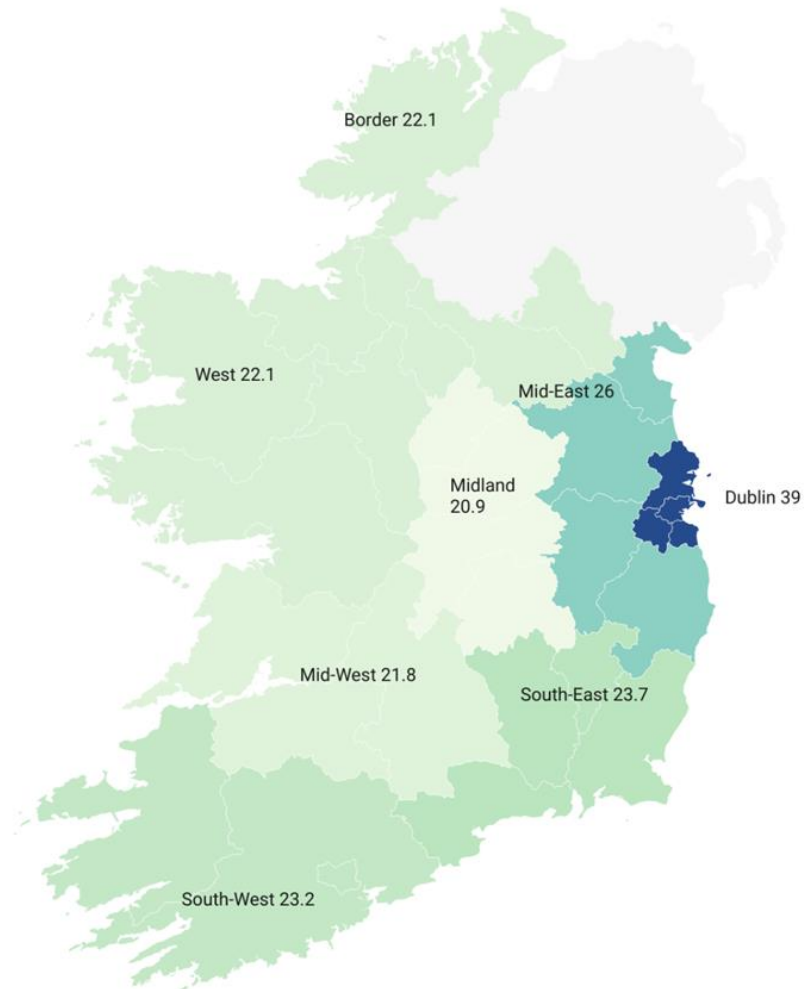 Border 22.1
West 22.1
Mid-East 26
Midland
20.9
Dublin 39
Mid-West 21.8
South-East 23.7
South-West 23.2